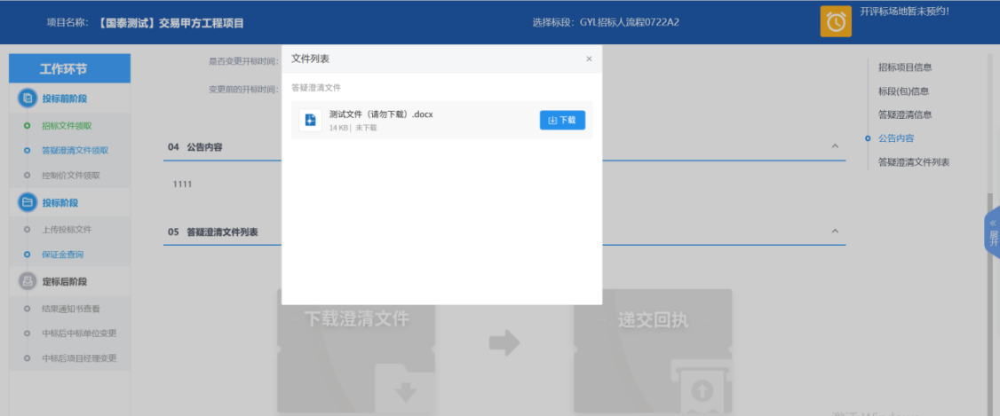 项目名称: 【国泰测试】交易甲方工程项目
选择标段: GYL招标人流程0722A2
开评标场地暂未预约!
工作环节
投标前阶段
招标文件领取
答疑澄清文件领取
控制价文件领取
投标阶段
上传投标文件
保证金查询
定标后阶段
结果通知书查看
中标后中标单位变更
中标后项目经理变更
是否变更开标时间:
变更前的开标时间:
04 公告内容
1111
05 答疑澄清文件列表
下载澄清文件
递交回执
文件列表
×
答疑澄清文件
测试文件(请勿下载).docx
14 KB | 未下载
下载
招标项目信息
标段(包)信息
答疑澄清信息
公告内容
答疑澄清文件列表
展开
激活 Windows